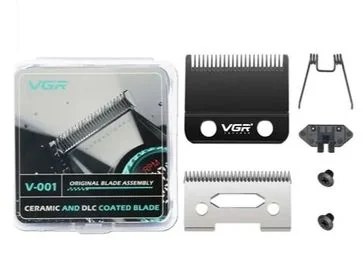 VGR
V-001
ORIGINAL BLADE ASSEMBLY
CERAMIC AND DLC COATED BLADE
VGR